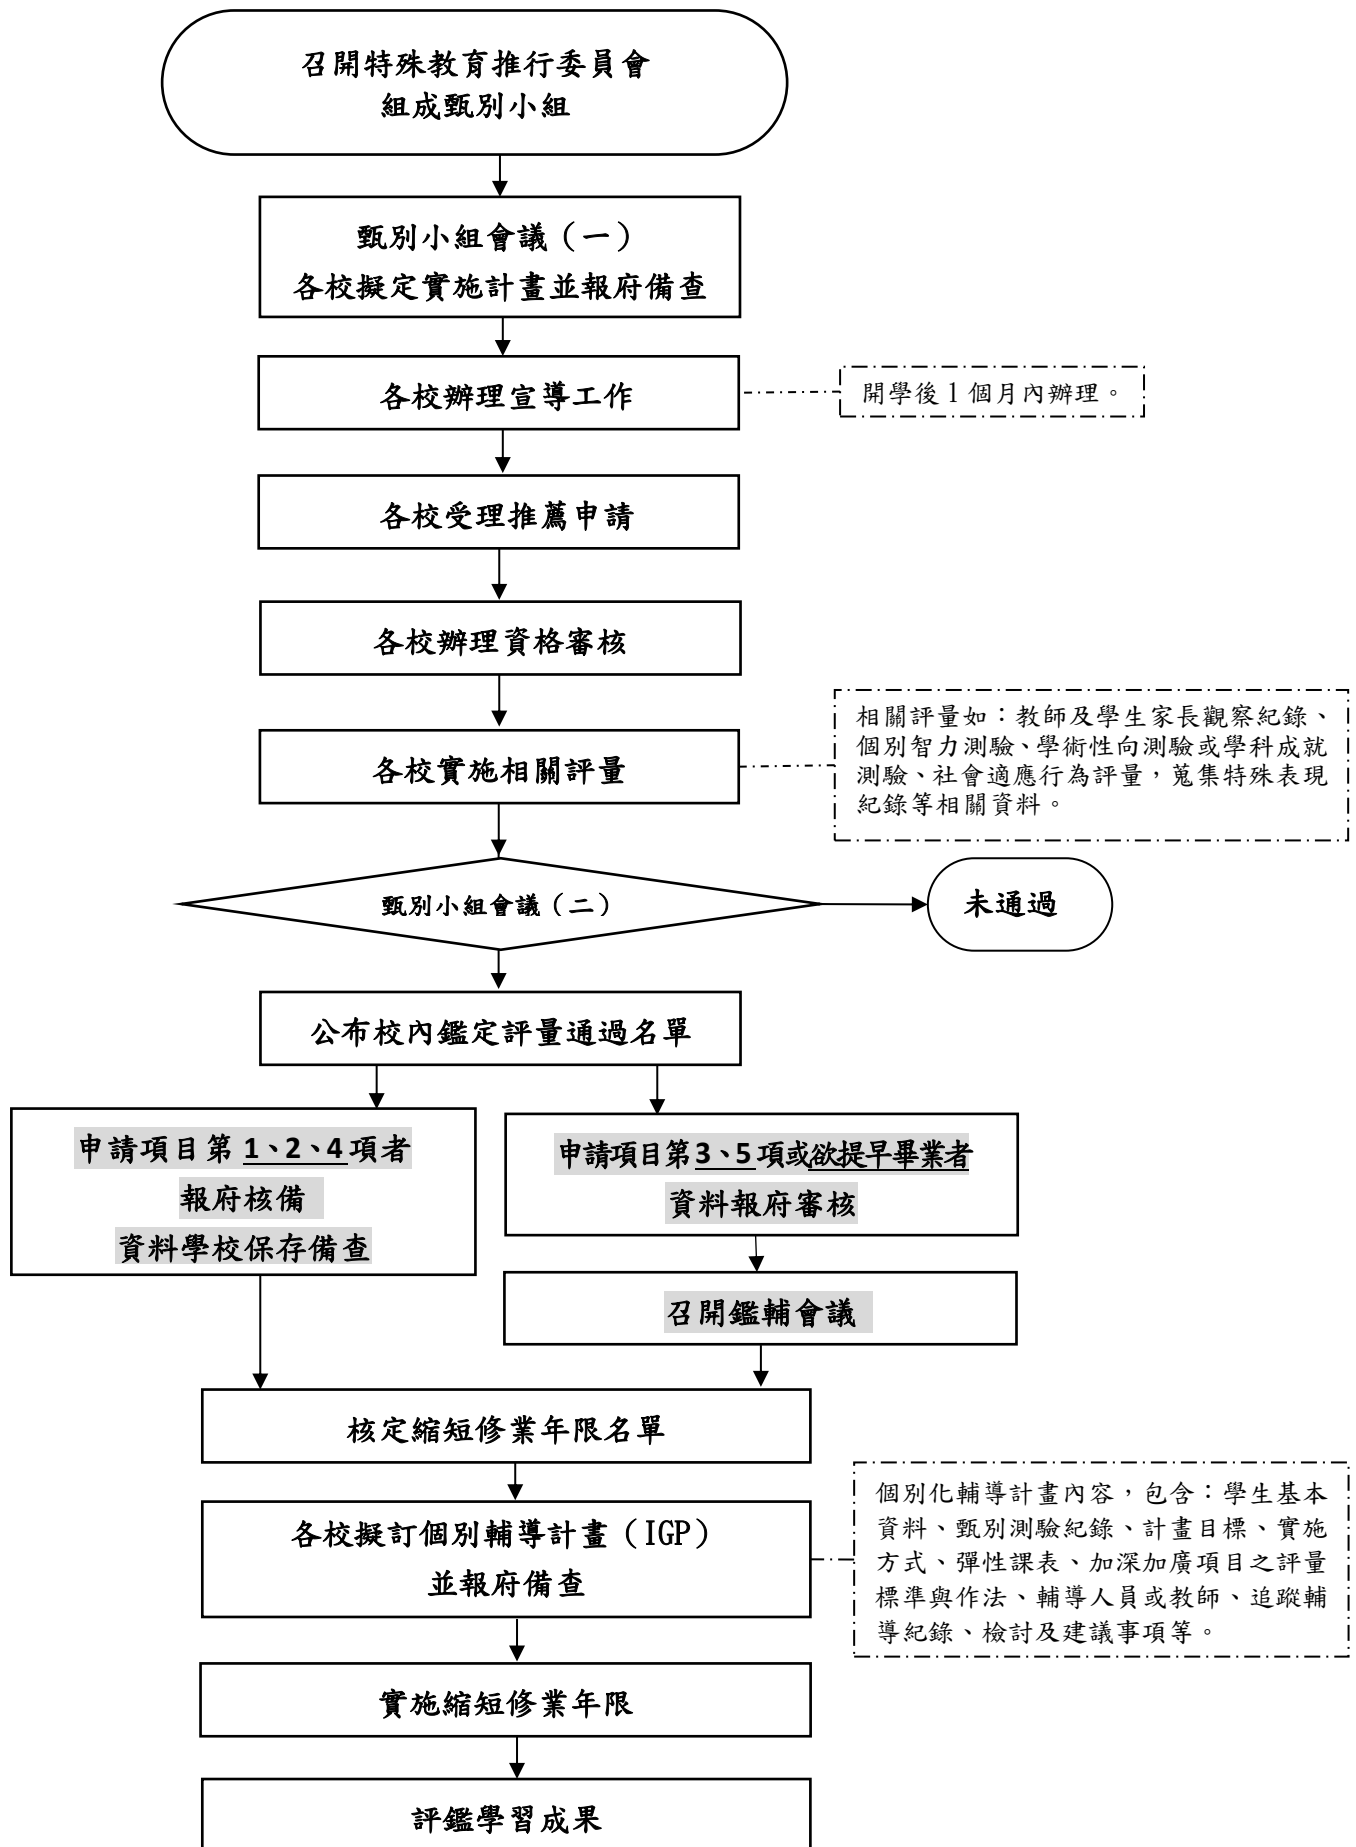 召開特殊教育推行委員會
組成甄別小組
甄別小組會議（一）
各校擬定實施計畫並報府備查
各校辦理宣導工作
開學後1個月內辦理。
各校受理推薦申請
各校辦理資格審核
各校實施相關評量
相關評量如：教師及學生家長觀察紀錄、
個別智力測驗、學術性向測驗或學科成就
測驗、社會適應行為評量，蒐集特殊表現
紀錄等相關資料。
甄別小組會議（二）
未通過
公布校內鑑定評量通過名單
申請項目第 1、2、4 項者
報府核備
資料學校保存備查
申請項目第 3、5 項或欲提早畢業者
資料報府審核
召開鑑輔會議
核定縮短修業年限名單
各校擬訂個別輔導計畫（IGP）
並報府備查
個別化輔導計畫內容，包含：學生基本
資料、甄別測驗紀錄、計畫目標、實施
方式、彈性課表、加深加廣項目之評量
標準與作法、輔導人員或教師、追蹤輔
導紀錄、檢討及建議事項等。
實施縮短修業年限
評鑑學習成果